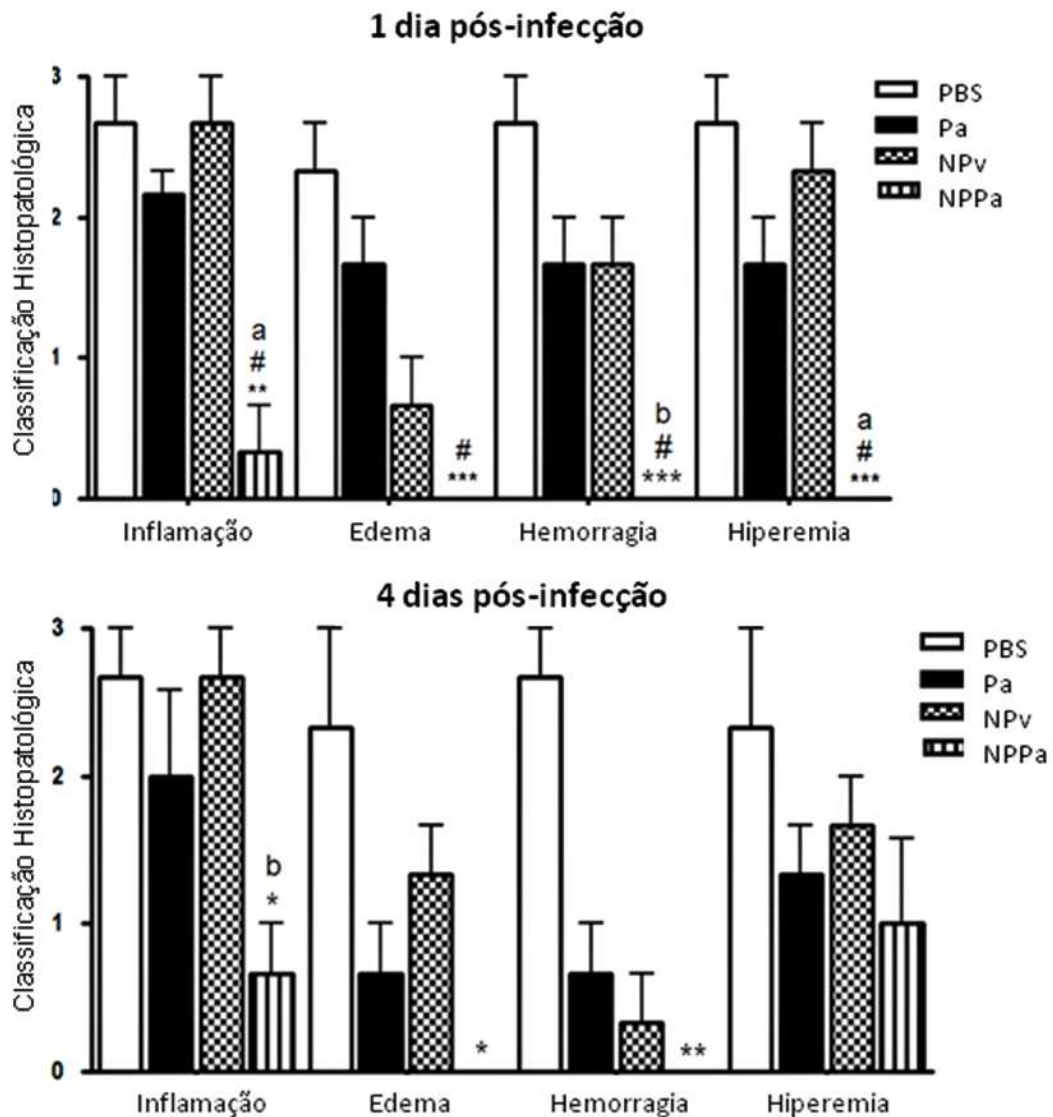 1 dia pós-infecção
Classificação Histopatológica
3
2
1
0
PBS
Pa
NPv
NPPa
a
#
**
#
***
b
#
***
a
#
***
Inflamação Edema Hemorragia Hiperemia
4 dias pós-infecção
Classificação Histopatológica
3
2
1
0
PBS
Pa
NPv
NPPa
b
*
*
**
Inflamação Edema Hemorragia Hiperemia